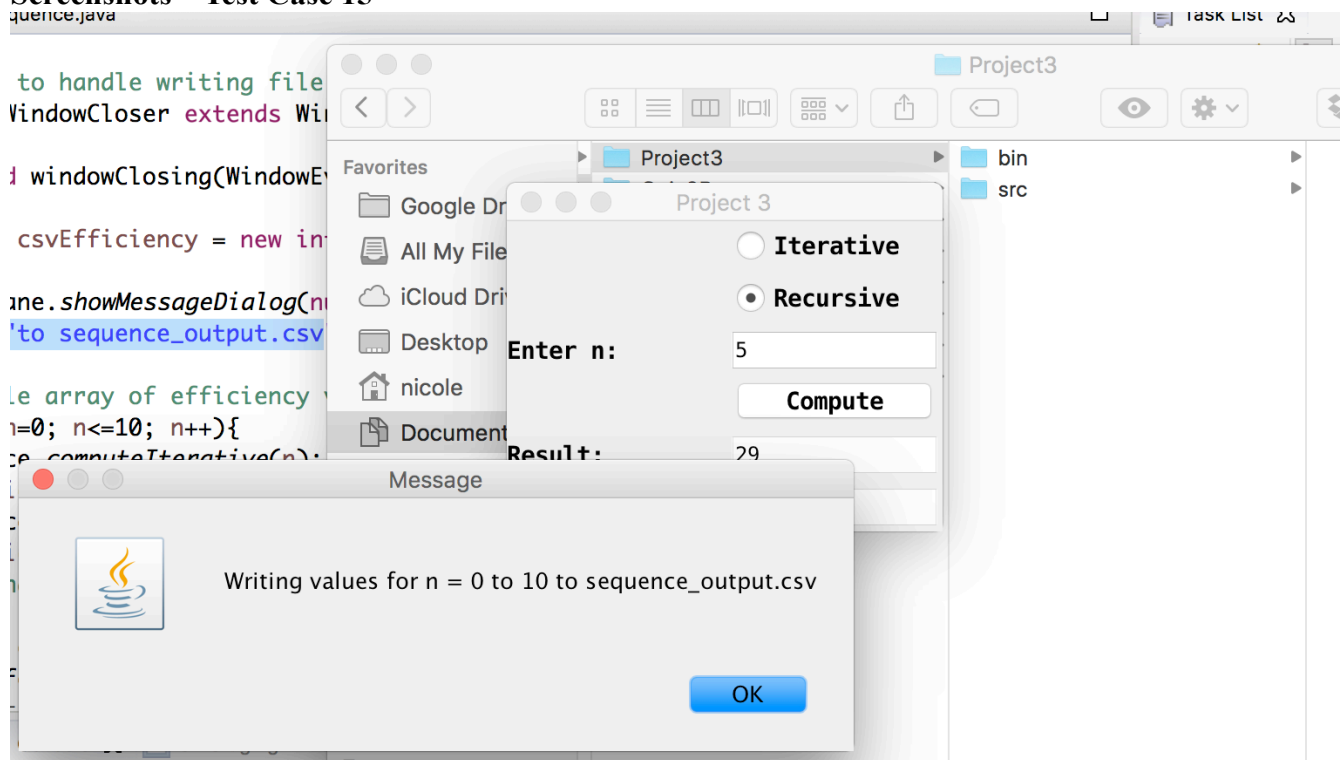 Screenshots – Test Case 13
quence.java
Task List
to handle writing file
WindowCloser extends Wi
windowClosing(WindowE
csvEfficiency = new in
ane.showMessageDialog(n
"to sequence_output.csv
le array of efficiency
n=0; n<=10; n++){
ce.computeIterative(n);
Project3
Favorites
Google Dr
All My File
iCloud Dri
Desktop
nicole
Document
Project3
bin
src
Project 3
Iterative
Recursive
Enter n:
5
Compute
Result:
29
Message
Writing values for n = 0 to 10 to sequence_output.csv
OK